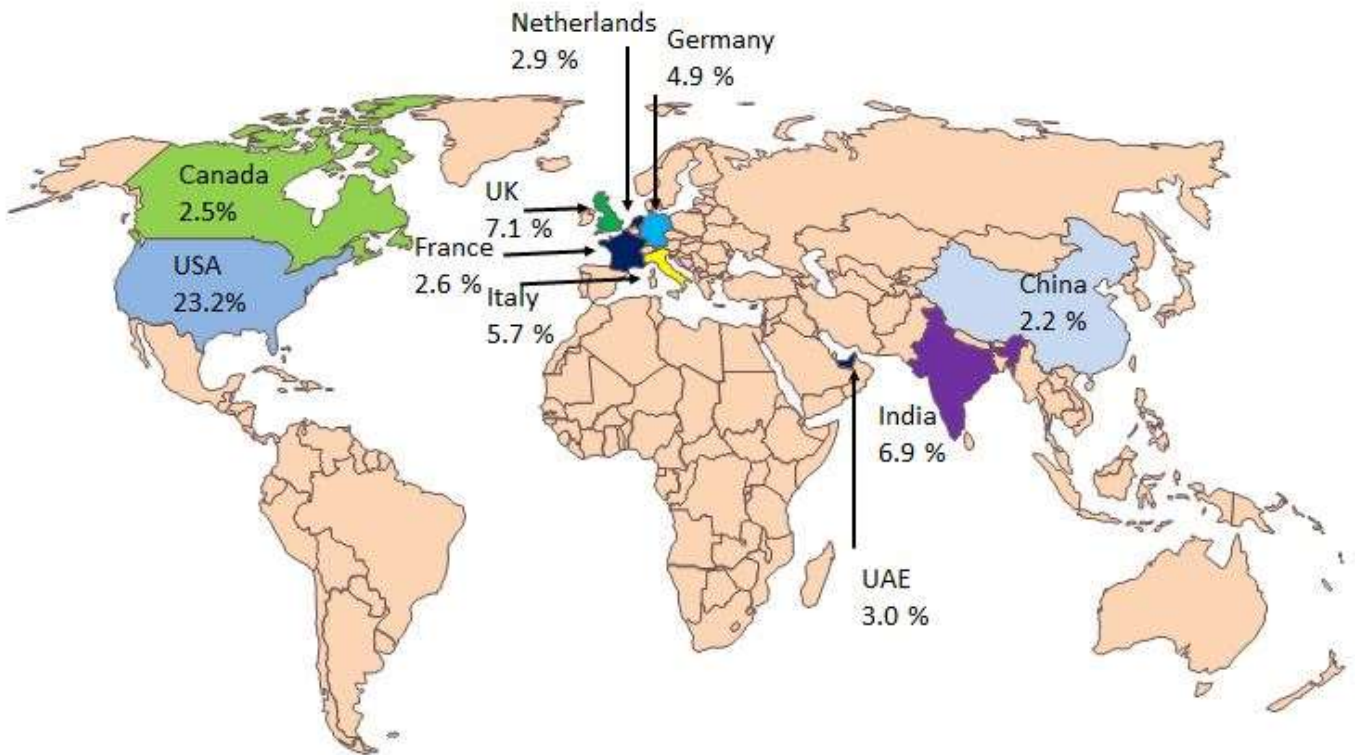 Netherlands
2.9 %
Germany
4.9 %
Canada
2.5%
UK
7.1 %
France
2.6 %
USA
23.2%
Italy
5.7 %
China
2.2 %
India
6.9 %
UAE
3.0 %